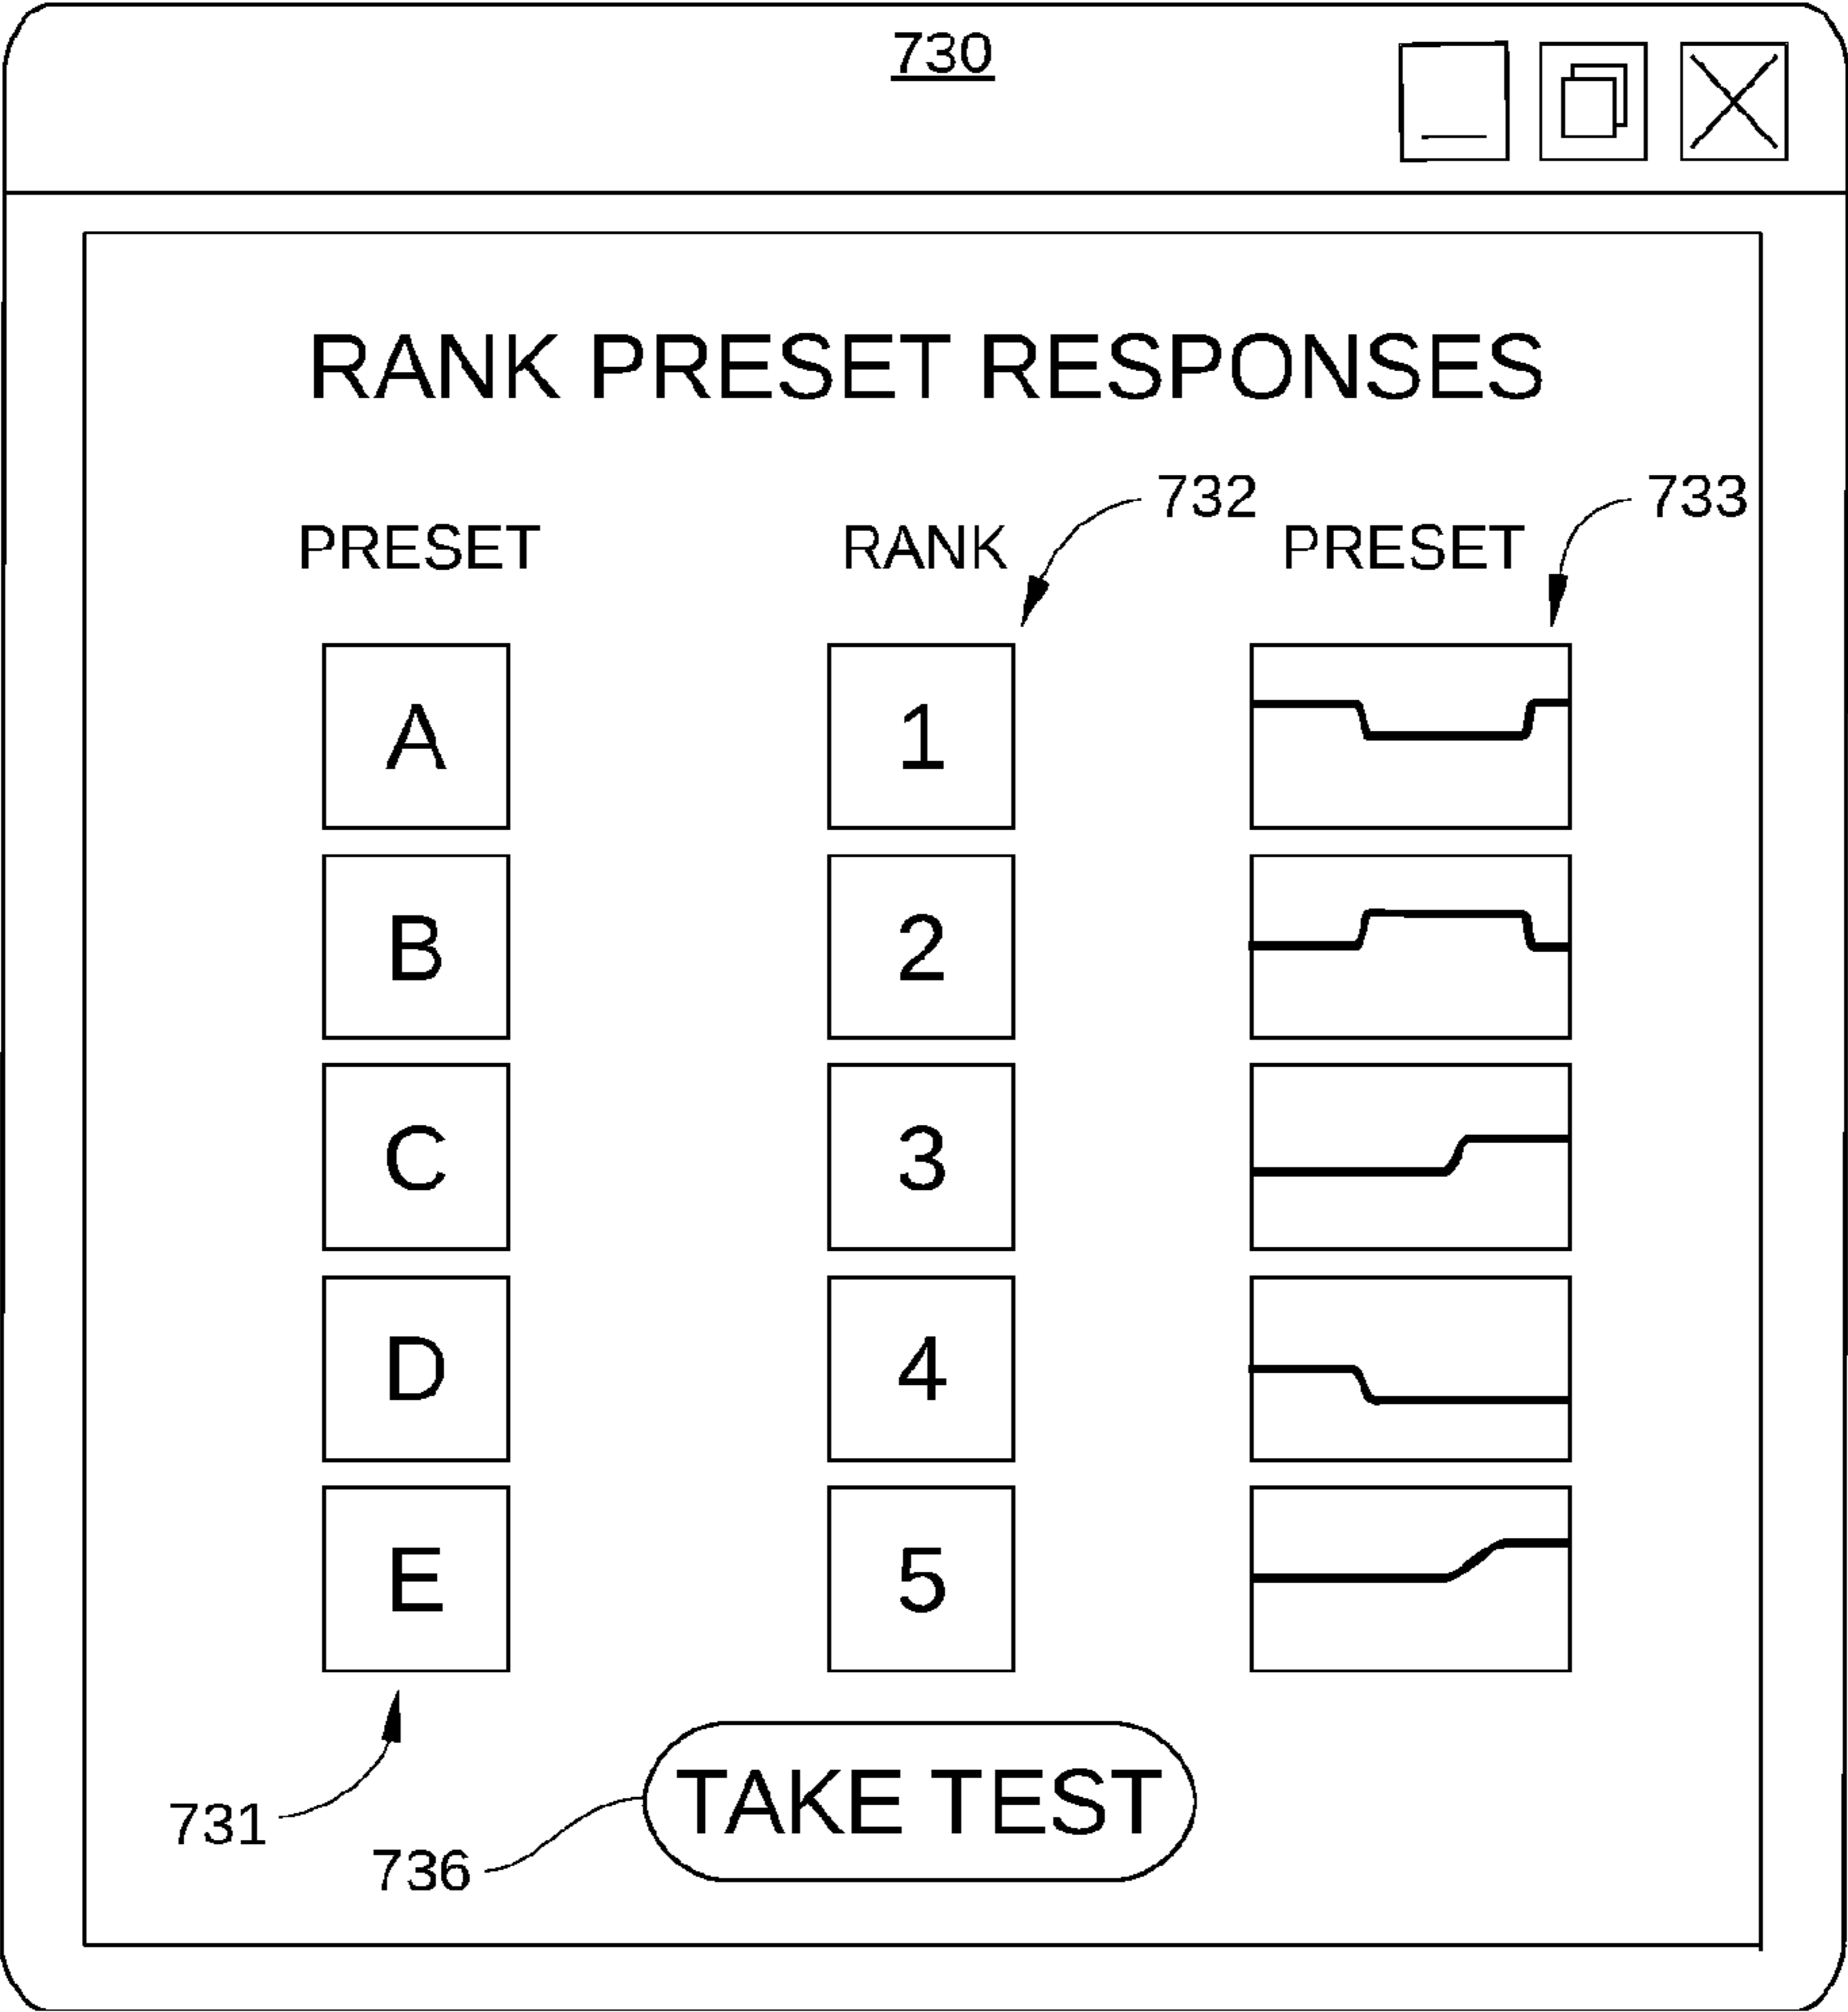 730
RANK PRESET RESPONSES
732
733
PRESET RANK PRESET
A 1
B 2
C 3
D 4
E 5
TAKE TEST
731
736